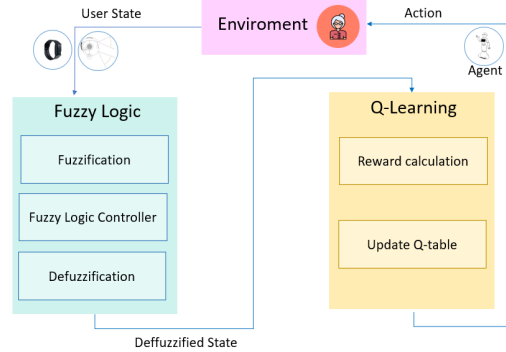 User State
Enviroment
Action
Agent
Fuzzy Logic
Fuzzification
Fuzzy Logic Controller
Defuzzification
Q-Learning
Reward calculation
Update Q-table
Deffuzzified State